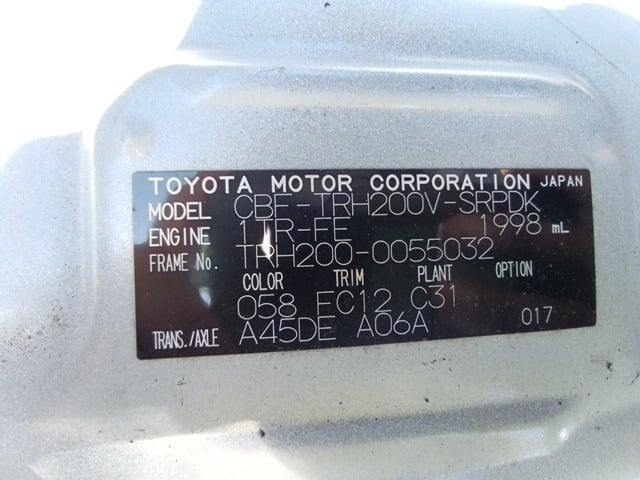 TOYOTA MOTOR CORPORATION JAPAN
MODEL CBF-TRH200V-SRPDK
ENGINE 1TR-FE 1998 mL
FRAME No. TRH200-0055032
COLOR TRIM PLANT OPTION
058 FC12 C31
TRANS./AXLE A45DE A06A 017